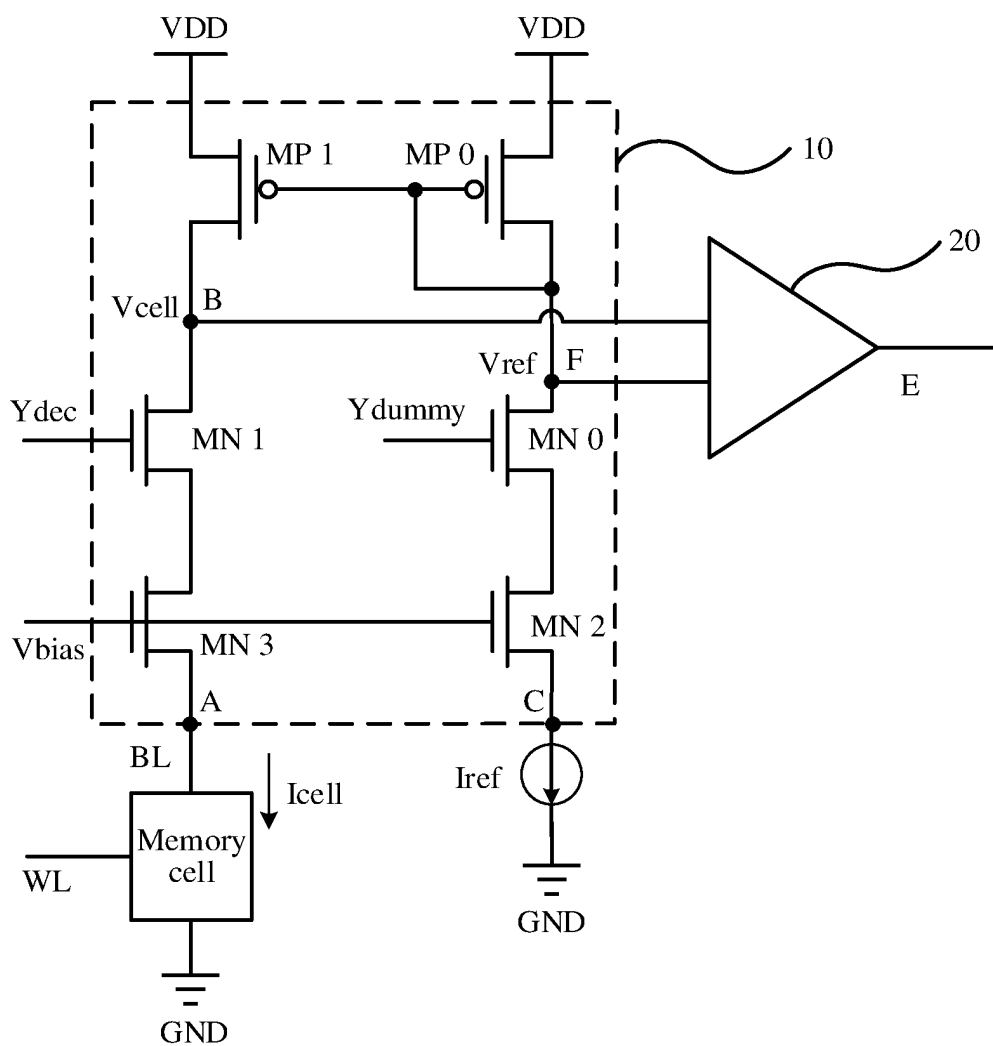 VDD
VDD
MP 1
MP 0
10
20
Vcell
B
Vref
F
E
Ydec
MN 1
Ydummy
MN 0
Vbias
MN 3
MN 2
A
C
BL
Icell
Iref
Memory
cell
WL
GND
GND